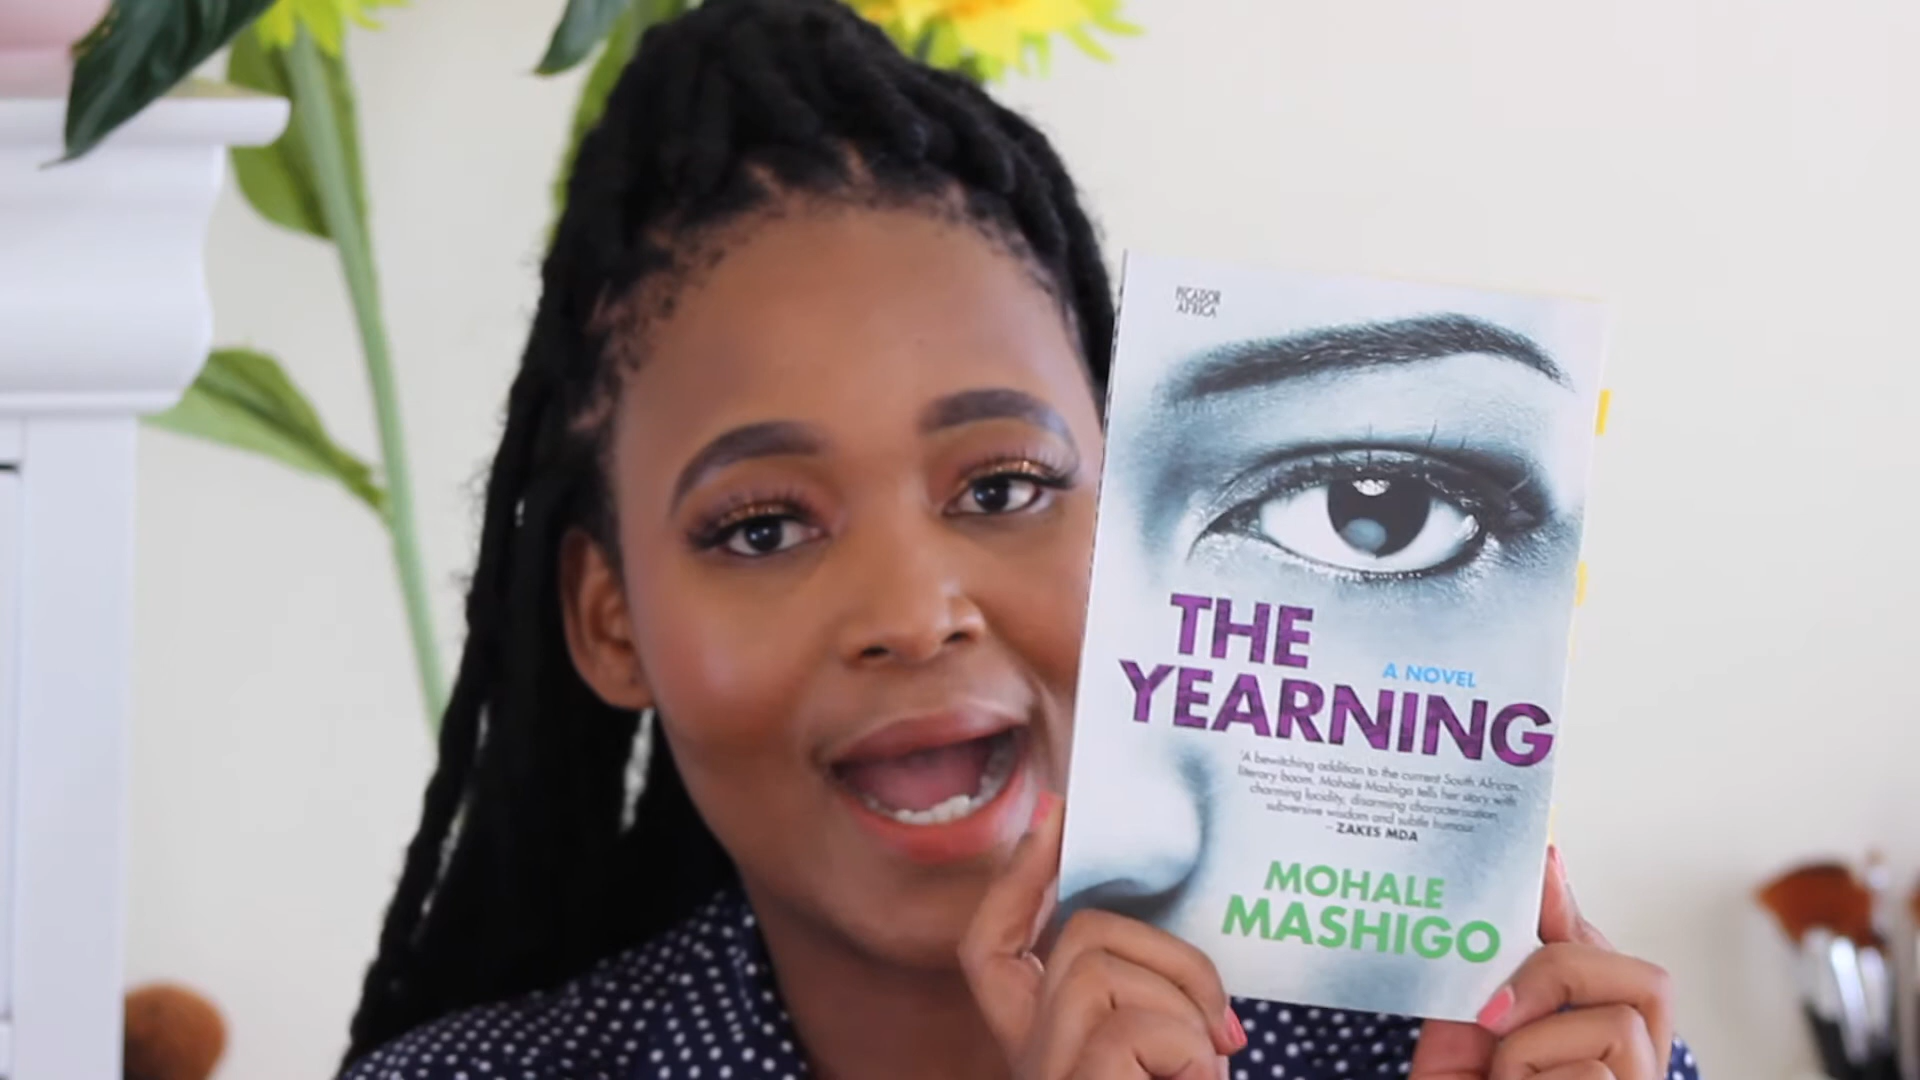 PICADOR
AFRICA
THE
YEARNING
A NOVEL
'A bewitching addition to the current South African
literary boom. Mohale Mashigo tells her story with
charming lucidity, disarming characterisation,
subversive wisdom and subtle humour.'
– ZAKES MDA
MOHALE
MASHIGO